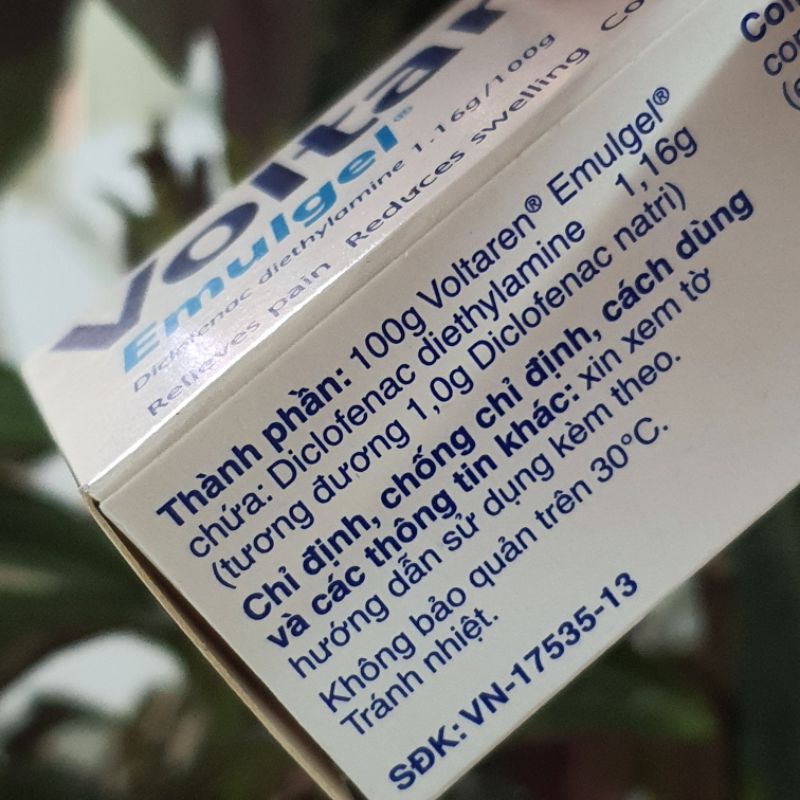 Voltar
Emulgel®
Diclofenac diethylamine 1.16g/100g
Relieves pain Reduces swelling Co
Thành phần: 100g Voltaren® Emulgel®
chứa: Diclofenac diethylamine 1,16g
(tương đương 1,0g Diclofenac natri)
Chỉ định, chống chỉ định, cách dùng
và các thông tin khác: xin xem tờ
hướng dẫn sử dụng kèm theo.
Không bảo quản trên 30°C.
Tránh nhiệt.
SĐK: VN-17535-13